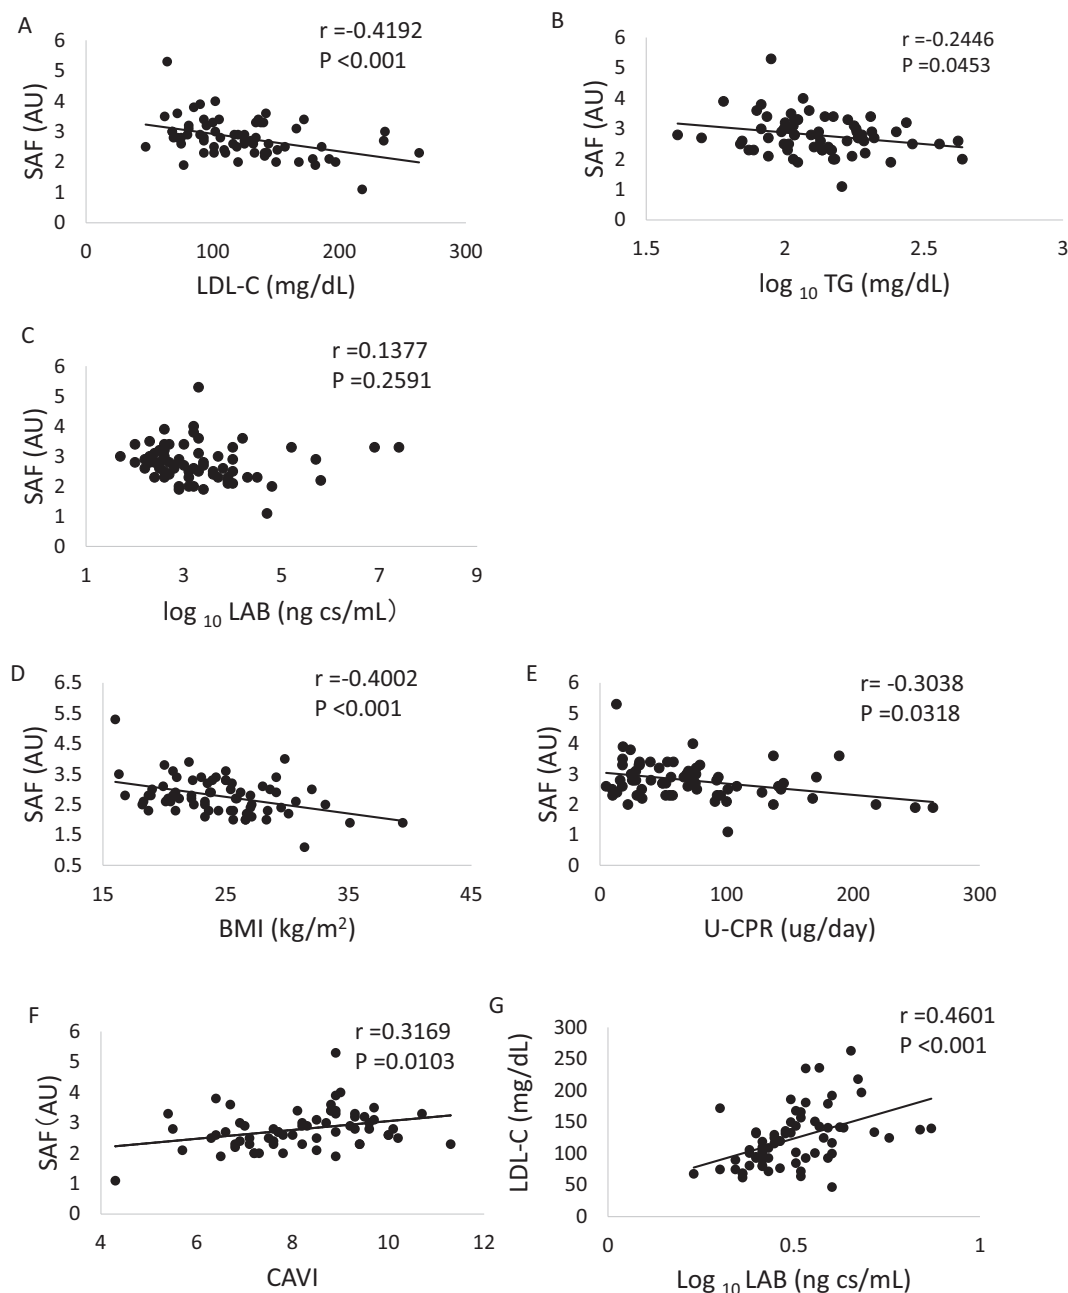 A
r =-0.4192
P <0.001
SAF (AU)
6
5
4
3
2
1
0
0 100 200 300
LDL-C (mg/dL)
B
r =-0.2446
P =0.0453
SAF (AU)
6
5
4
3
2
1
0
1.5 2 2.5 3
log 10 TG (mg/dL)
C
r =0.1377
P =0.2591
SAF (AU)
6
5
4
3
2
1
0
1 3 5 7 9
log 10 LAB (ng cs/mL)
D
r =-0.4002
P <0.001
SAF (AU)
6.5
5.5
4.5
3.5
2.5
1.5
0.5
15 25 35 45
BMI (kg/m²)
E
r= -0.3038
P =0.0318
SAF (AU)
6
5
4
3
2
1
0
0 100 200 300
U-CPR (ug/day)
F
r =0.3169
P =0.0103
SAF (AU)
6
5
4
3
2
1
0
4 6 8 10 12
CAVI
G
r =0.4601
P <0.001
LDL-C (mg/dL)
300
250
200
150
100
50
0
0 0.5 1
Log 10 LAB (ng cs/mL)